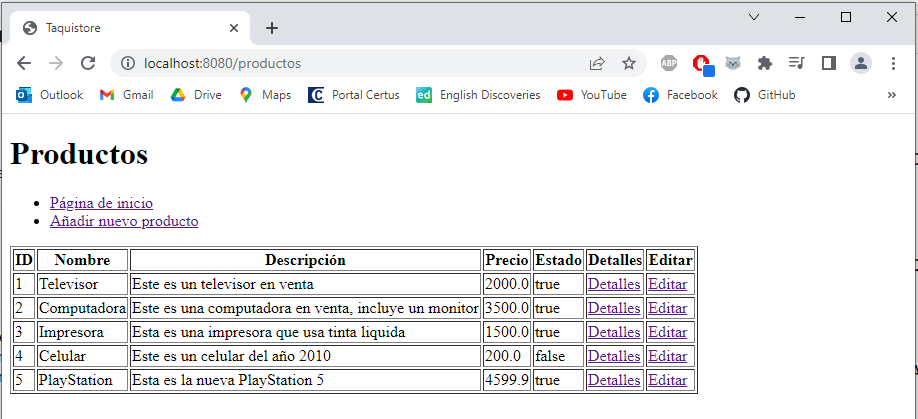 Taquistore
localhost:8080/productos
ABP
Outlook Gmail Drive Maps Portal Certus ed English Discoveries YouTube Facebook GitHub »
Productos
Página de inicio
Añadir nuevo producto
ID Nombre Descripción Precio Estado Detalles Editar
1 Televisor Este es un televisor en venta 2000.0 true Detalles Editar
2 Computadora Este es una computadora en venta, incluye un monitor 3500.0 true Detalles Editar
3 Impresora Esta es una impresora que usa tinta liquida 1500.0 true Detalles Editar
4 Celular Este es un celular del año 2010 200.0 false Detalles Editar
5 PlayStation Esta es la nueva PlayStation 5 4599.9 true Detalles Editar